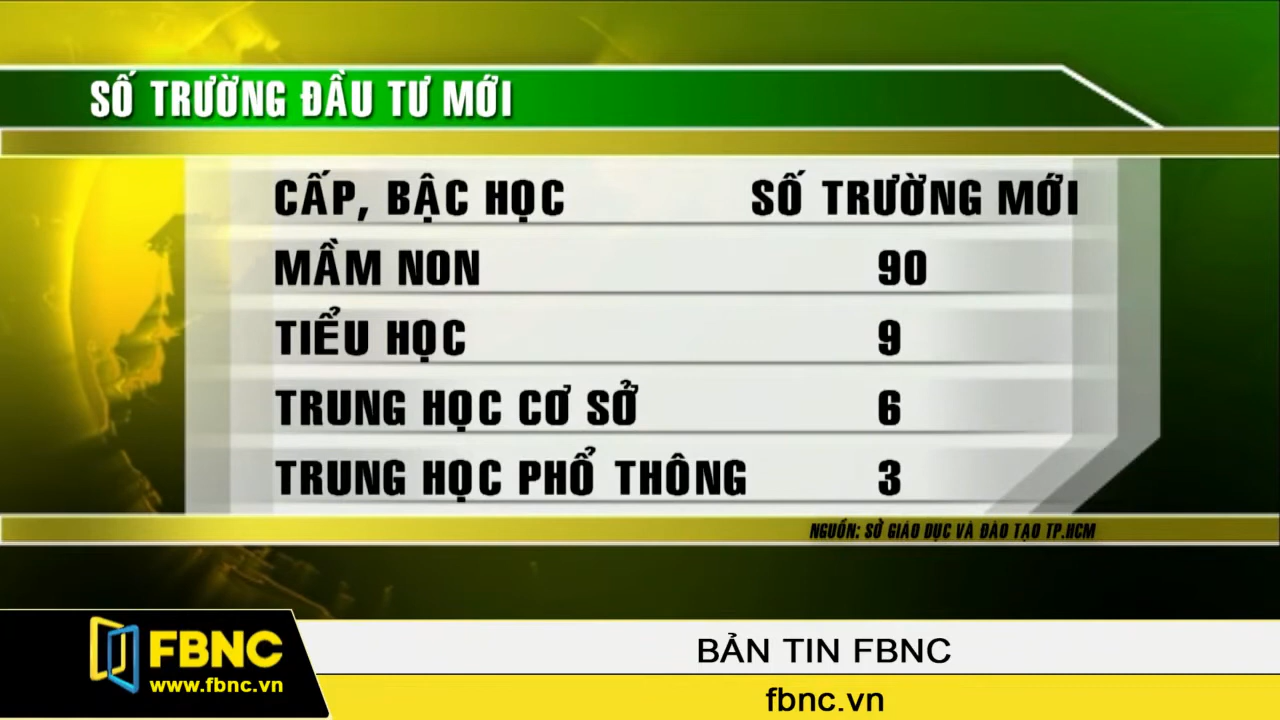 SỐ TRƯỜNG ĐẦU TƯ MỚI
CẤP, BẬC HỌC SỐ TRƯỜNG MỚI
MẦM NON 90
TIỂU HỌC 9
TRUNG HỌC CƠ SỞ 6
TRUNG HỌC PHỔ THÔNG 3
NGUỒN: SỞ GIÁO DỤC VÀ ĐÀO TẠO TP.HCM
FBNC
www.fbnc.vn
BẢN TIN FBNC
fbnc.vn